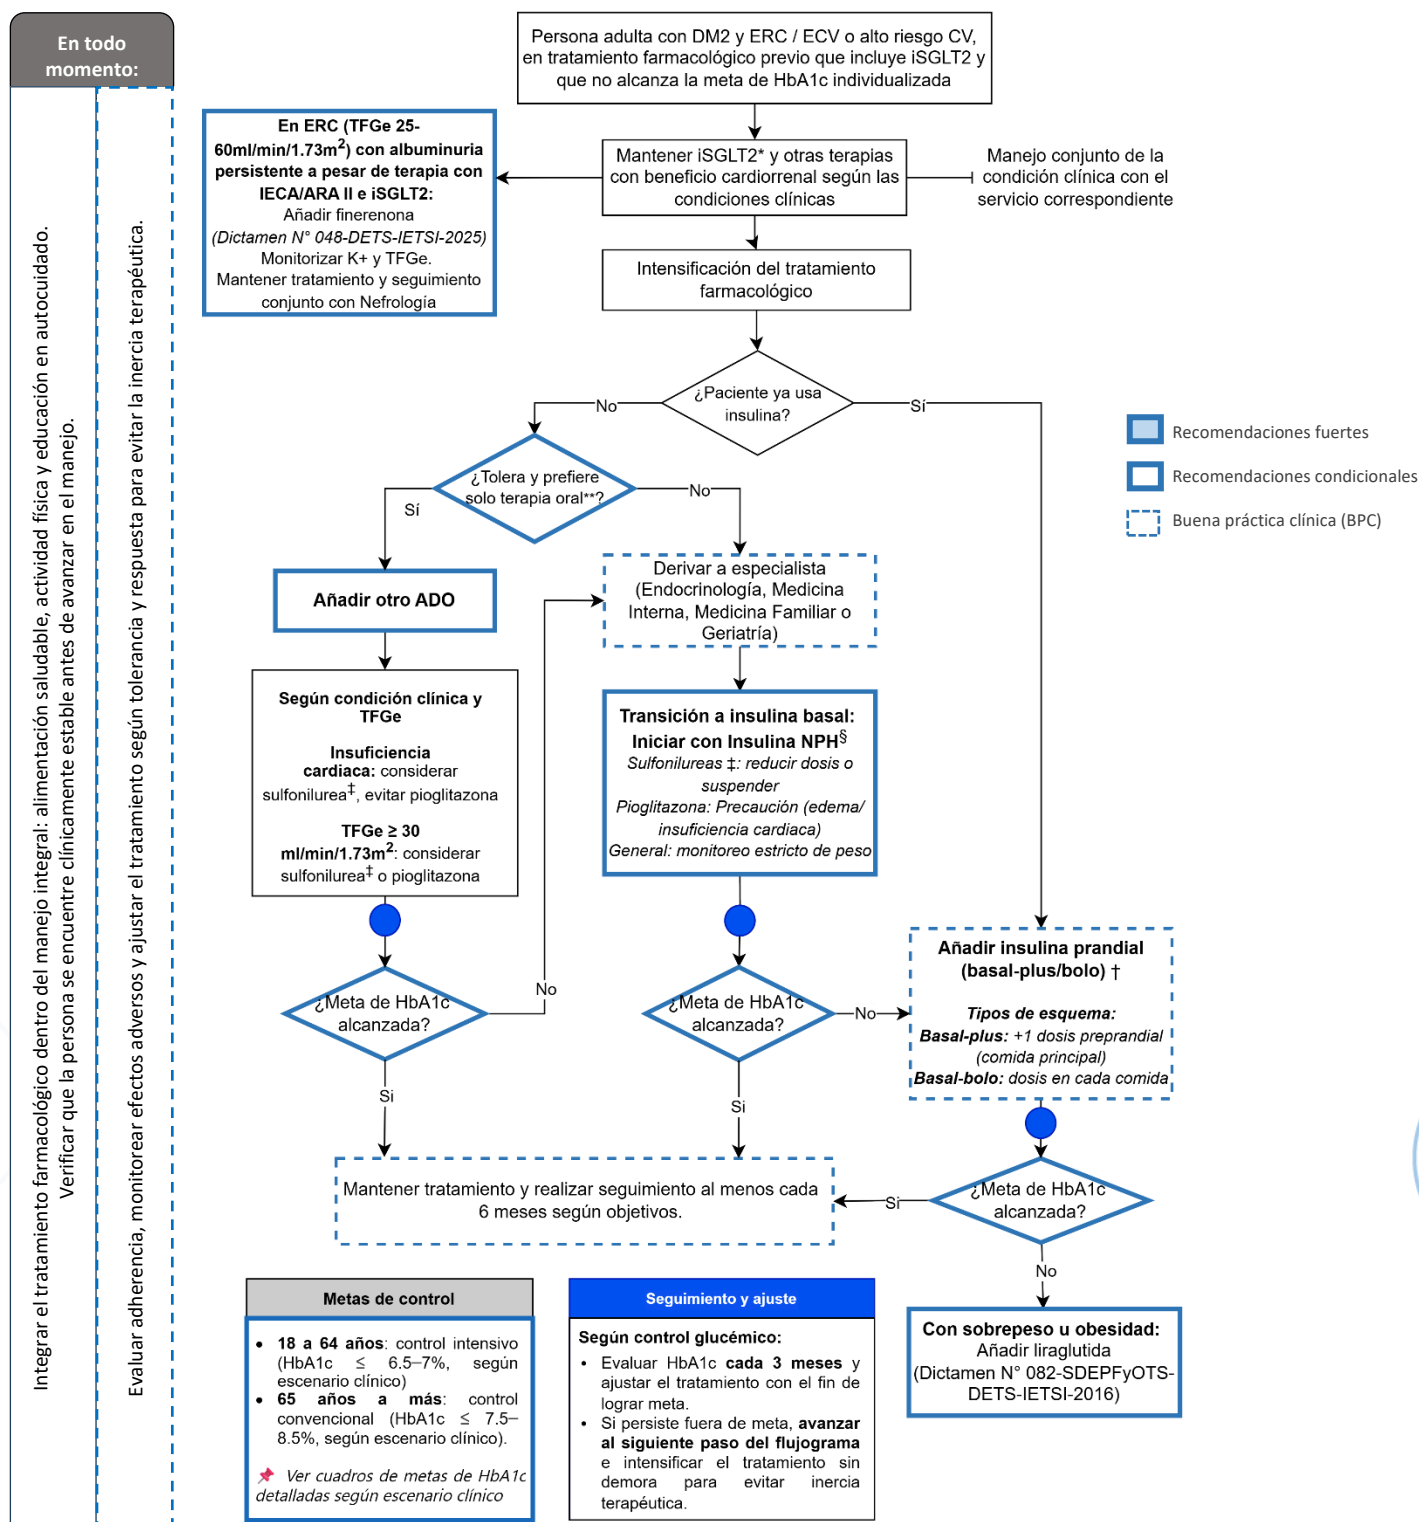 En todo
momento:
Integrar el tratamiento farmacológico dentro del manejo integral: alimentación saludable, actividad física y educación en autocuidado.
Verificar que la persona se encuentre clínicamente estable antes de avanzar en el manejo.
Evaluar adherencia, monitorear efectos adversos y ajustar el tratamiento según tolerancia y respuesta para evitar la inercia terapéutica.
Persona adulta con DM2 y ERC / ECV o alto riesgo CV,
en tratamiento farmacológico previo que incluye iSGLT2 y
que no alcanza la meta de HbA1c individualizada
En ERC (TFGe 25-
60ml/min/1.73m²) con albuminuria
persistente a pesar de terapia con
IECA/ARA II e iSGLT2:
Añadir finerenona
(Dictamen N° 048-DETS-IETSI-2025)
Monitorizar K+ y TFGe.
Mantener tratamiento y seguimiento
conjunto con Nefrología
Mantener iSGLT2* y otras terapias
con beneficio cardiorrenal según las
condiciones clínicas
Manejo conjunto de la
condición clínica con el
servicio correspondiente
Intensificación del tratamiento
farmacológico
¿Paciente ya usa
insulina?
No
Sí
Recomendaciones fuertes
Recomendaciones condicionales
Buena práctica clínica (BPC)
¿Tolera y prefiere
solo terapia oral**?
Sí
No
Añadir otro ADO
Derivar a especialista
(Endocrinología, Medicina
Interna, Medicina Familiar o
Geriatría)
Según condición clínica y
TFGe
Insuficiencia
cardiaca: considerar
sulfonilurea‡, evitar pioglitazona
TFGe ≥ 30
ml/min/1.73m²: considerar
sulfonilurea‡ o pioglitazona
Transición a insulina basal:
Iniciar con Insulina NPH§
Sulfonilureas ‡: reducir dosis o
suspender
Pioglitazona: Precaución (edema/
insuficiencia cardiaca)
General: monitoreo estricto de peso
¿Meta de HbA1c
alcanzada?
No
Si
¿Meta de HbA1c
alcanzada?
No
Si
Añadir insulina prandial
(basal-plus/bolo) †
Tipos de esquema:
Basal-plus: +1 dosis preprandial
(comida principal)
Basal-bolo: dosis en cada comida
Mantener tratamiento y realizar seguimiento al menos cada
6 meses según objetivos.
¿Meta de HbA1c
alcanzada?
Si
No
Con sobrepeso u obesidad:
Añadir liraglutida
(Dictamen N° 082-SDEPFyOTS-
DETS-IETSI-2016)
Metas de control
• 18 a 64 años: control intensivo
(HbA1c ≤ 6.5–7%, según
escenario clínico)
• 65 años a más: control
convencional (HbA1c ≤ 7.5–
8.5%, según escenario clínico).
📌 Ver cuadros de metas de HbA1c
detalladas según escenario clínico
Seguimiento y ajuste
Según control glucémico:
• Evaluar HbA1c cada 3 meses y
ajustar el tratamiento con el fin de
lograr meta.
• Si persiste fuera de meta, avanzar
al siguiente paso del flujograma
e intensificar el tratamiento sin
demora para evitar inercia
terapéutica.